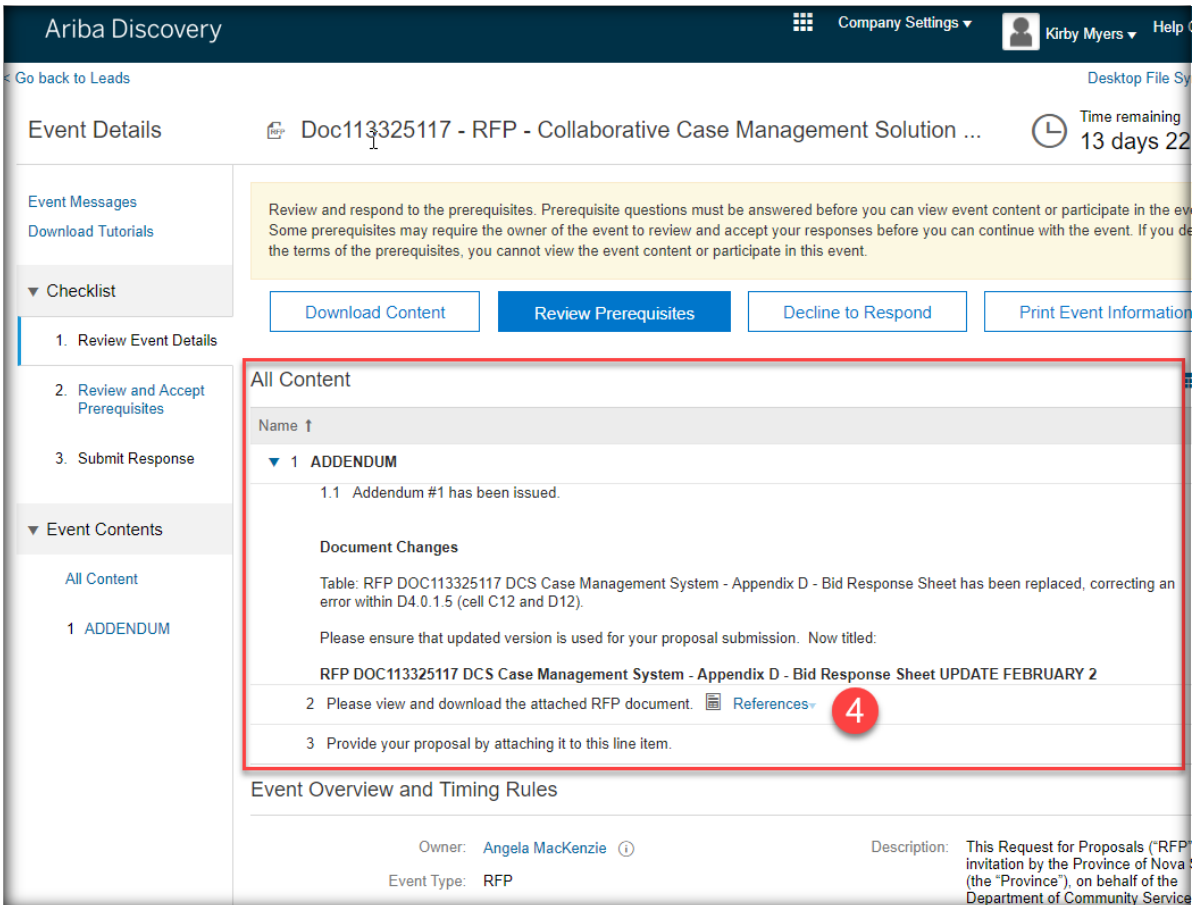 Ariba Discovery
Company Settings ▾
Kirby Myers ▾
Help
< Go back to Leads
Desktop File Sy
Event Details
RFP
Doc113325117 - RFP - Collaborative Case Management Solution ...
Time remaining
13 days 22
Event Messages
Download Tutorials
▼ Checklist
1. Review Event Details
2. Review and Accept
Prerequisites
3. Submit Response
▼ Event Contents
All Content
1 ADDENDUM
Review and respond to the prerequisites. Prerequisite questions must be answered before you can view event content or participate in the eve
Some prerequisites may require the owner of the event to review and accept your responses before you can continue with the event. If you de
the terms of the prerequisites, you cannot view the event content or participate in this event.
Download Content
Review Prerequisites
Decline to Respond
Print Event Information
All Content
Name ↑
▼ 1 ADDENDUM
1.1 Addendum #1 has been issued.
Document Changes
Table: RFP DOC113325117 DCS Case Management System - Appendix D - Bid Response Sheet has been replaced, correcting an
error within D4.0.1.5 (cell C12 and D12).
Please ensure that updated version is used for your proposal submission. Now titled:
RFP DOC113325117 DCS Case Management System - Appendix D - Bid Response Sheet UPDATE FEBRUARY 2
2 Please view and download the attached RFP document. References ▾
4
3 Provide your proposal by attaching it to this line item.
Event Overview and Timing Rules
Owner: Angela MacKenzie
Event Type: RFP
Description: This Request for Proposals ("RFP"
invitation by the Province of Nova
(the "Province"), on behalf of the
Department of Community Service